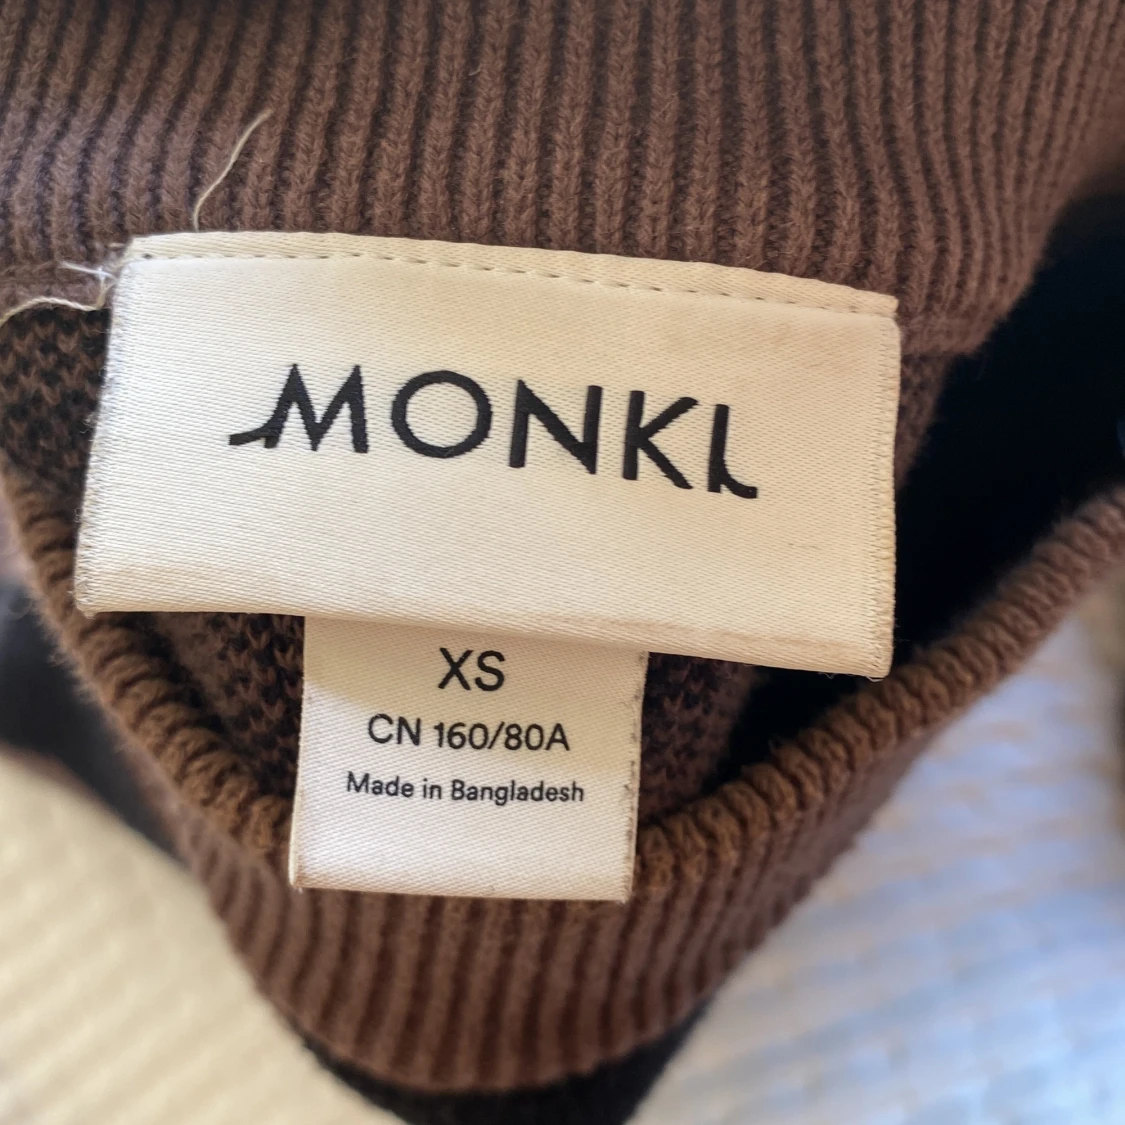 MONKI
XS
CN 160/80A
Made in Bangladesh